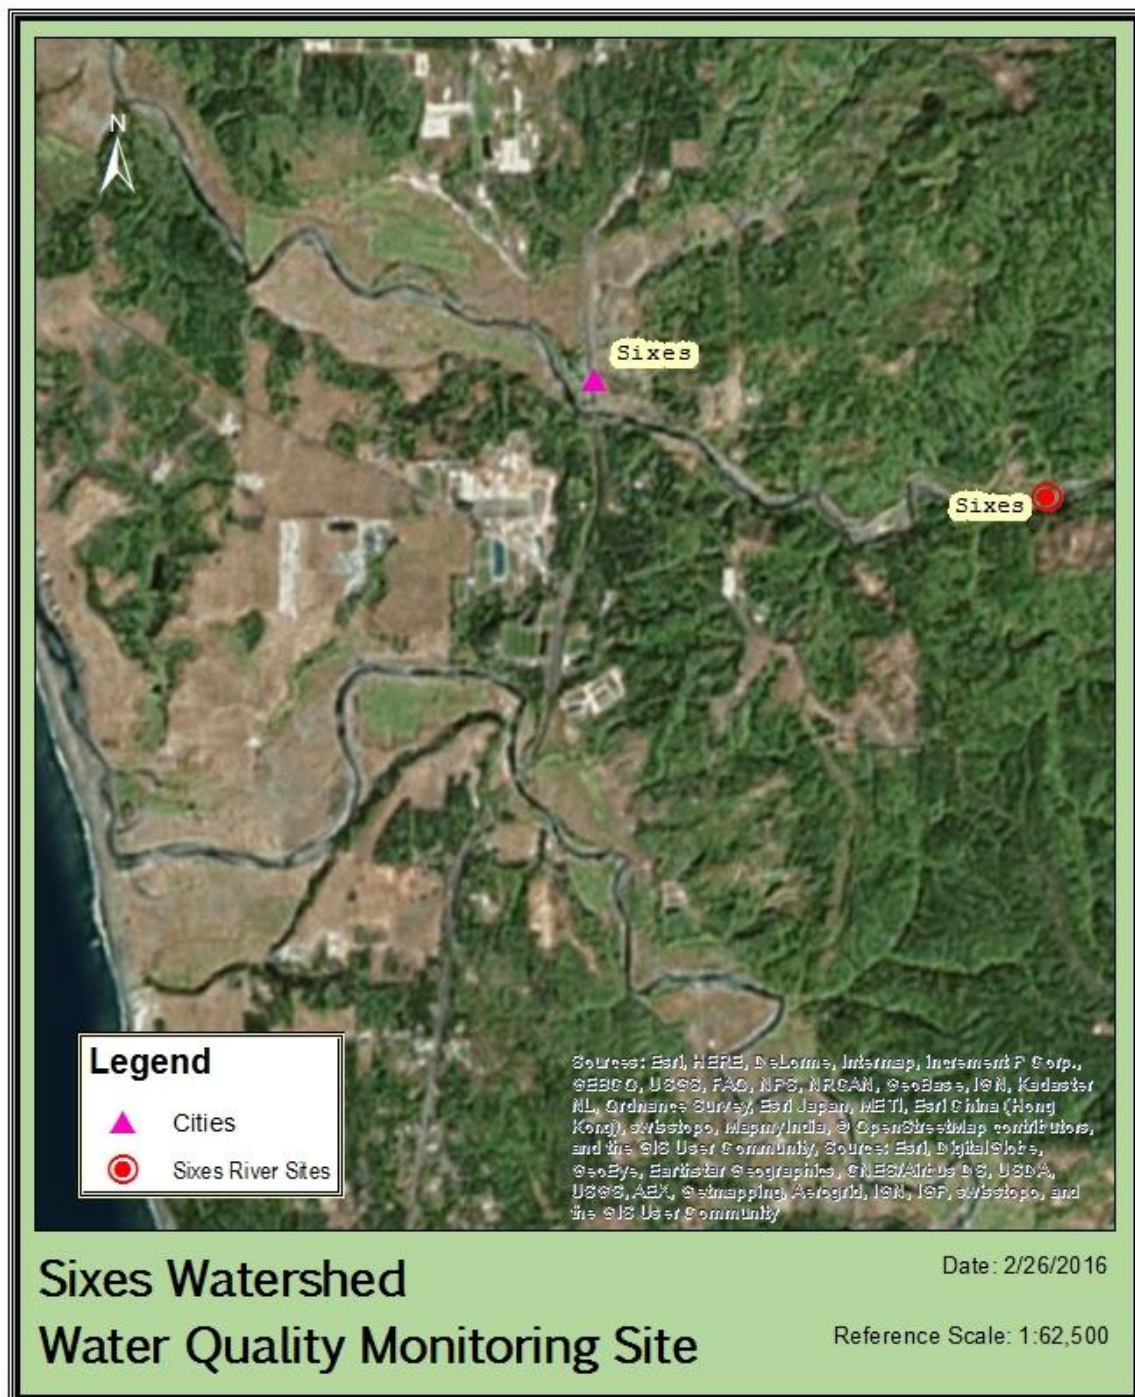 N
Sixes
Sixes
Legend
Cities
Sixes River Sites
Sources: Esri, HERE, DeLorme, Intermap, increment P Corp.,
GEBCO, USGS, FAO, NPS, NRCAN, GeoBase, IGN, Kadaster
NL, Ordnance Survey, Esri Japan, METI, Esri China (Hong
Kong), swisstopo, MapmyIndia, © OpenStreetMap contributors,
and the GIS User Community, Sources: Esri, DigitalGlobe,
GeoEye, Earthstar Geographics, CNES/Airbus DS, USDA,
USGS, AEX, Getmapping, Aerogrid, IGN, IGP, swisstopo, and
the GIS User Community
Sixes Watershed
Date: 2/26/2016
Water Quality Monitoring Site
Reference Scale: 1:62,500